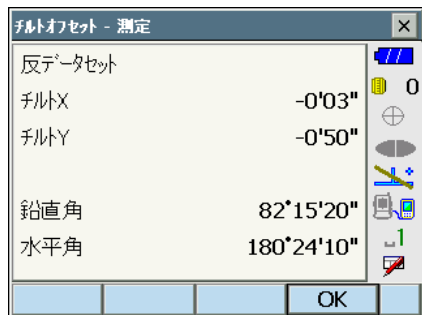 ﾁﾙﾄｵﾌｾｯﾄ - 測定
反ﾃﾞｰﾀｾｯﾄ
ﾁﾙﾄX -0'03"
ﾁﾙﾄY -0'50"
鉛直角 82°15'20"
水平角 180°24'10"
0
1
OK